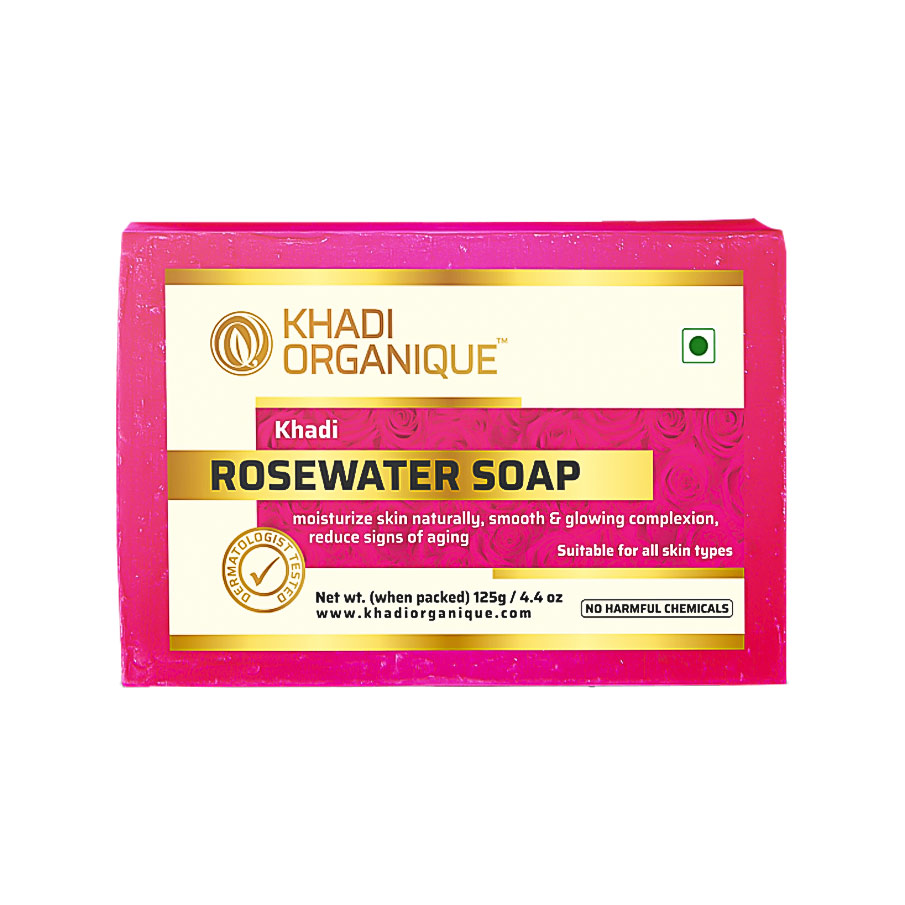 KHADI
ORGANIQUE™
Khadi
ROSEWATER SOAP
moisturize skin naturally, smooth & glowing complexion,
reduce signs of aging
Suitable for all skin types
DERMATOLOGIST TESTED
Net wt. (when packed) 125g / 4.4 oz
www.khadiorganique.com
NO HARMFUL CHEMICALS